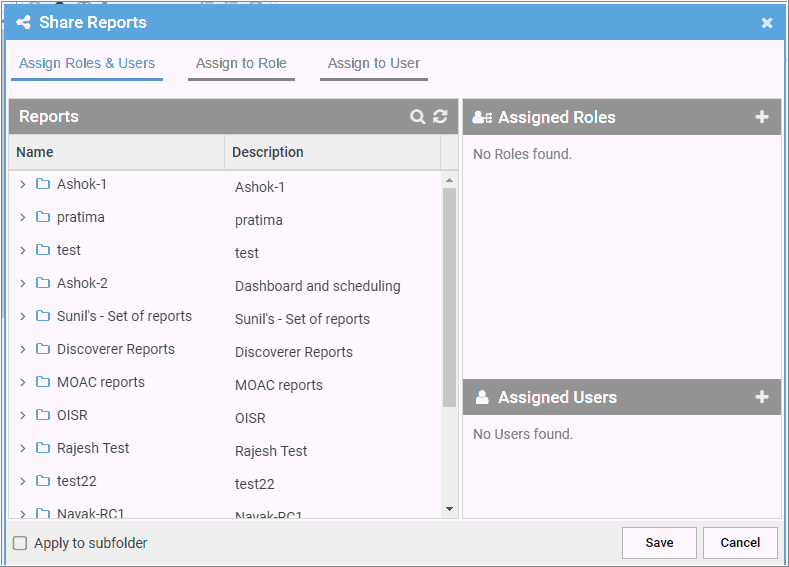 Share Reports
Assign Roles & Users Assign to Role Assign to User
Reports
Name Description
Ashok-1 Ashok-1
pratima pratima
test test
Ashok-2 Dashboard and scheduling
Sunil's - Set of reports Sunil's - Set of reports
Discoverer Reports Discoverer Reports
MOAC reports MOAC reports
OISR OISR
Rajesh Test Rajesh Test
test22 test22
Nayak-RC1 Nayak-RC1
Assigned Roles
No Roles found.
Assigned Users
No Users found.
Apply to subfolder Save Cancel